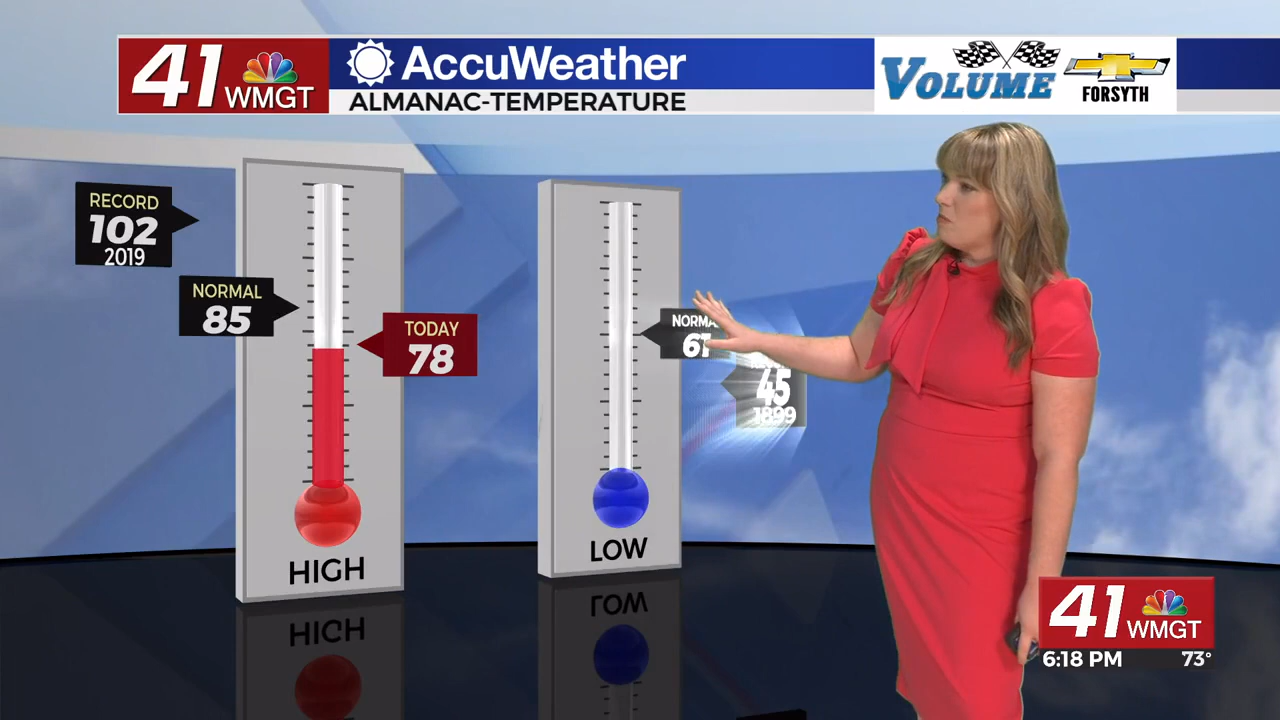 41 WMGT
AccuWeather
ALMANAC-TEMPERATURE
VOLUME
FORSYTH
RECORD
102
2019
NORMAL
85
TODAY
78
HIGH
LOW
45
1899
41 WMGT
6:18 PM 73°